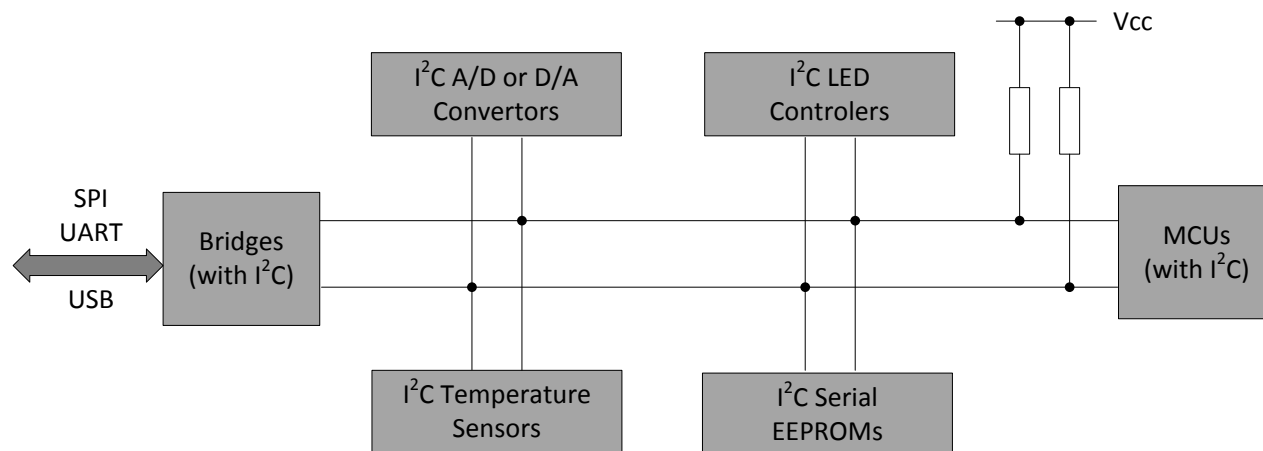 Vcc
I²C A/D or D/A
Convertors
I²C LED
Controlers
SPI
UART
USB
Bridges
(with I²C)
MCUs
(with I²C)
I²C Temperature
Sensors
I²C Serial
EEPROMs